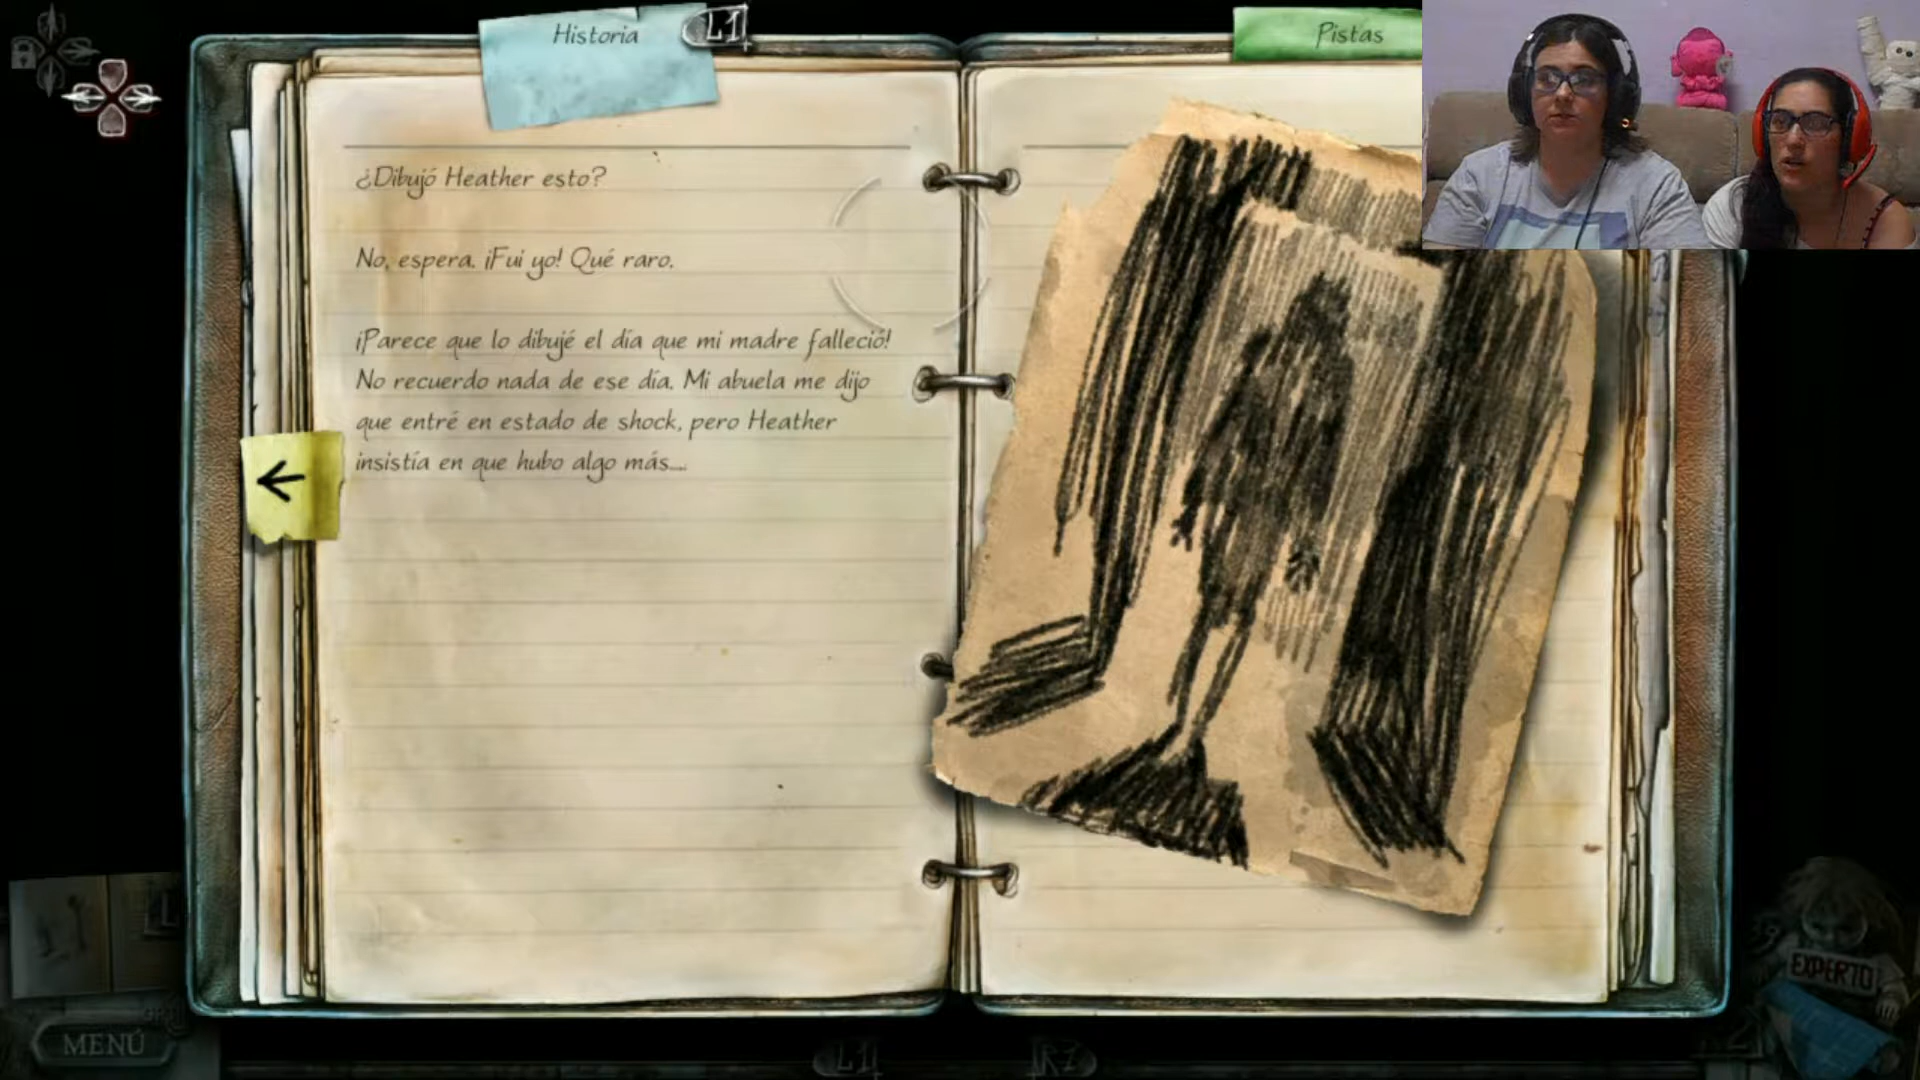 Historia
L1
Pistas
¿Dibujó Heather esto?
No, espera. ¡Fui yo! Qué raro.
¡Parece que lo dibujé el día que mi madre falleció!
No recuerdo nada de ese día. Mi abuela me dijo
que entré en estado de shock, pero Heather
insistía en que hubo algo más....
EXPERTO
MENÚ
L1
R2